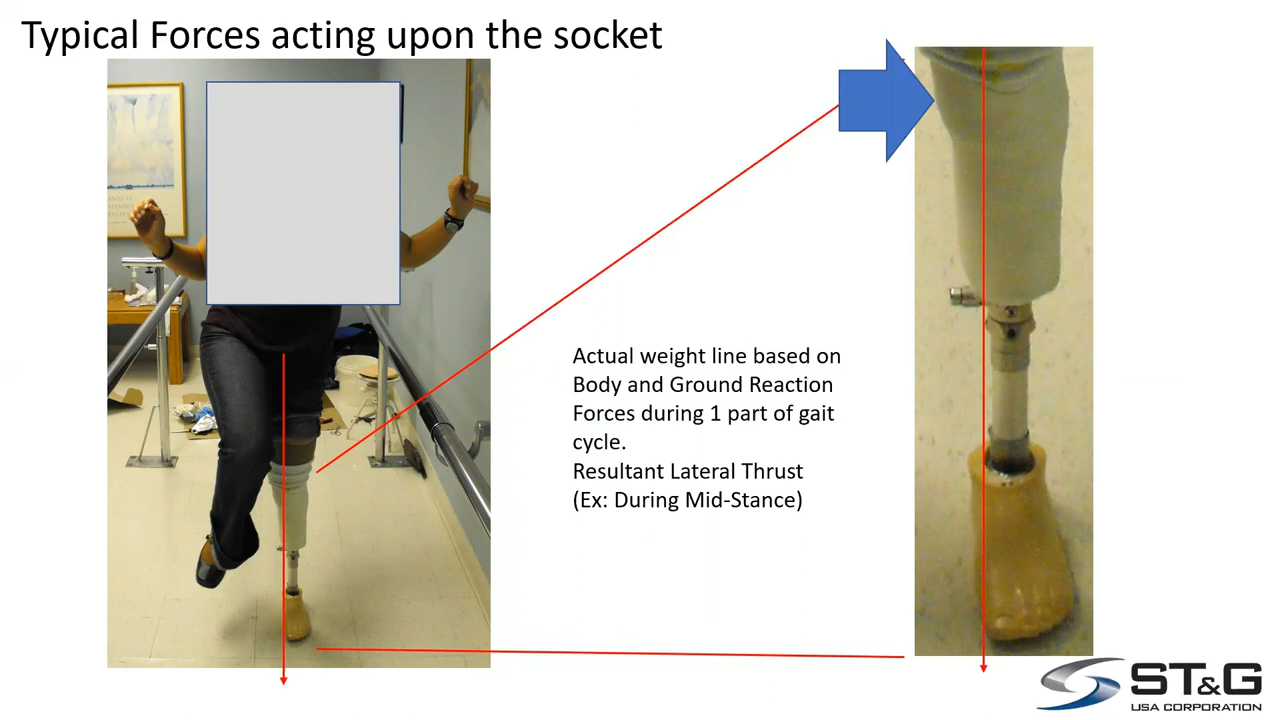 Typical Forces acting upon the socket
Actual weight line based on
Body and Ground Reaction
Forces during 1 part of gait
cycle.
Resultant Lateral Thrust
(Ex: During Mid-Stance)
ST&G
USA CORPORATION